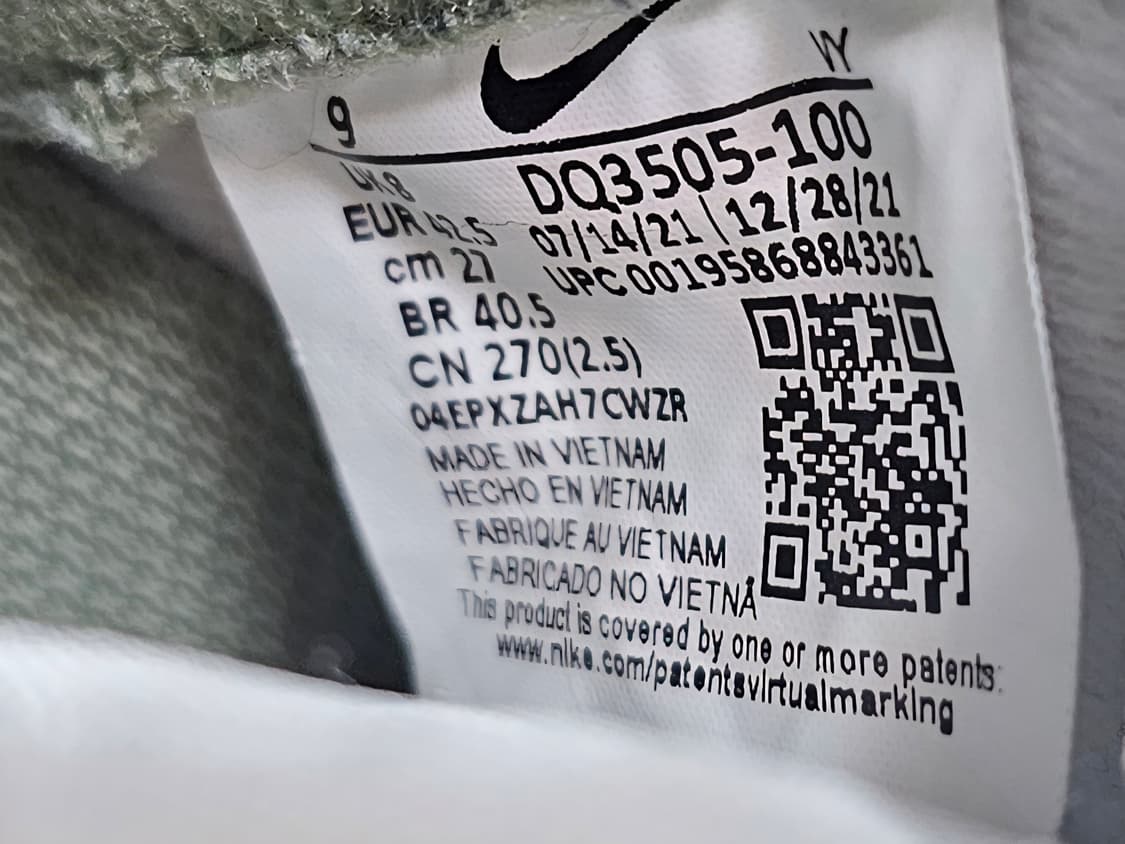 9 VY
UK 8 DQ3505-100
EUR 42.5 07/14/21 | 12/28/21
cm 27 UPC 00195868843361
BR 40.5
CN 270(2.5)
04EPXZAH7CWZR
MADE IN VIETNAM
HECHO EN VIETNAM
FABRIQUE AU VIETNAM
FABRICADO NO VIETNÃ
This product is covered by one or more patents:
www.nike.com/patentsvirtualmarking